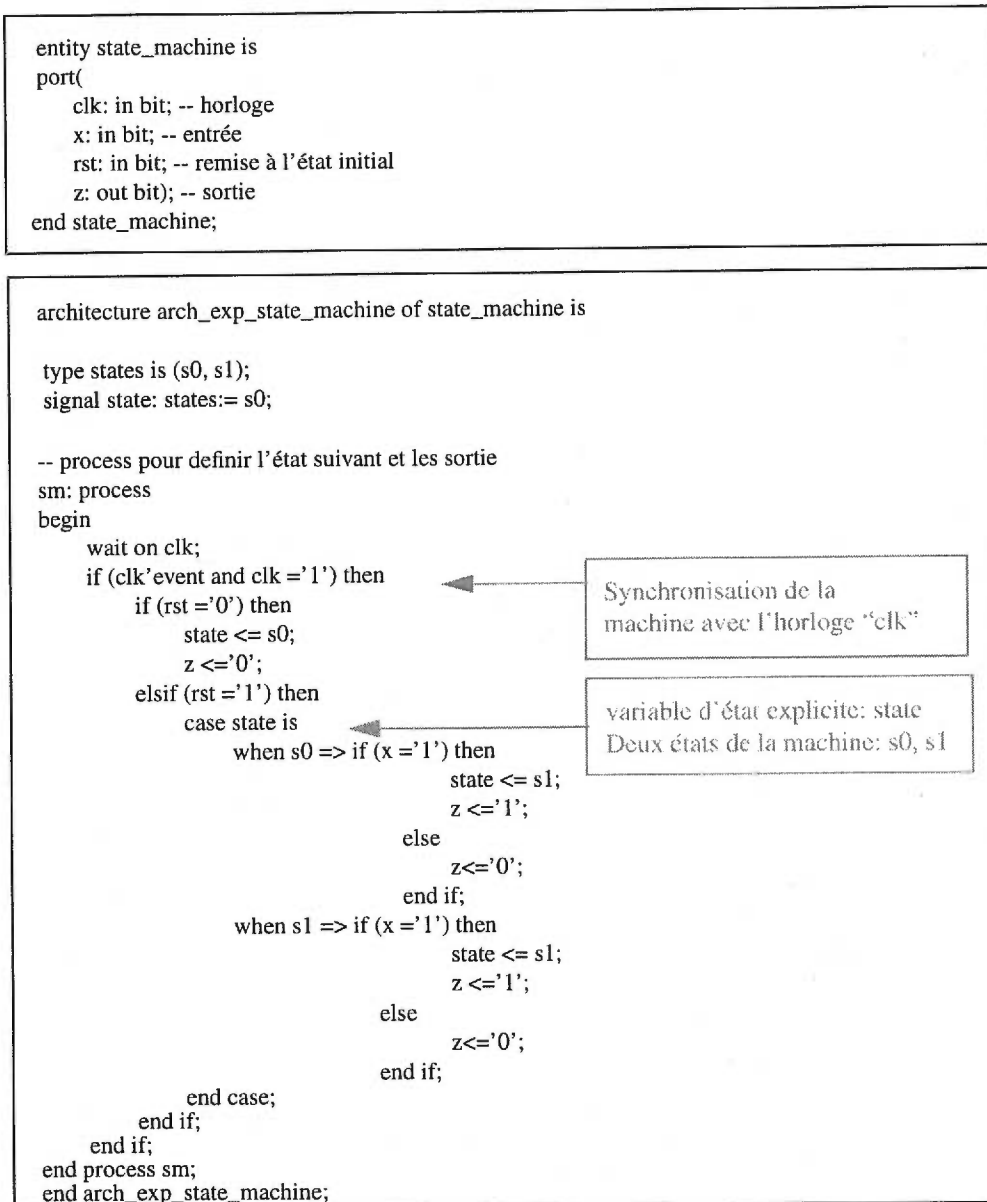 entity state_machine is
port(
clk: in bit; -- horloge
x: in bit; -- entrée
rst: in bit; -- remise à l'état initial
z: out bit); -- sortie
end state_machine;
architecture arch_exp_state_machine of state_machine is
type states is (s0, s1);
signal state: states:= s0;
-- process pour definir l'état suivant et les sortie
sm: process
begin
wait on clk;
if (clk'event and clk ='1') then
Synchronisation de la
machine avec l'horloge "clk"
if (rst ='0') then
state <= s0;
z <='0';
elsif (rst ='1') then
case state is
variable d'état explicite: state
Deux états de la machine: s0, s1
when s0 => if (x ='1') then
state <= s1;
z <='1';
else
z<='0';
end if;
when s1 => if (x ='1') then
state <= s1;
z <='1';
else
z<='0';
end if;
end case;
end if;
end if;
end process sm;
end arch_exp_state_machine;